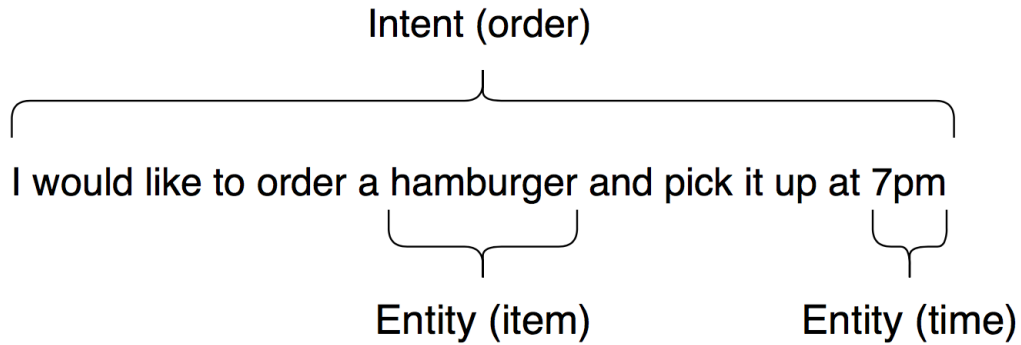 Intent (order)
I would like to order a hamburger and pick it up at 7pm
Entity (item)
Entity (time)